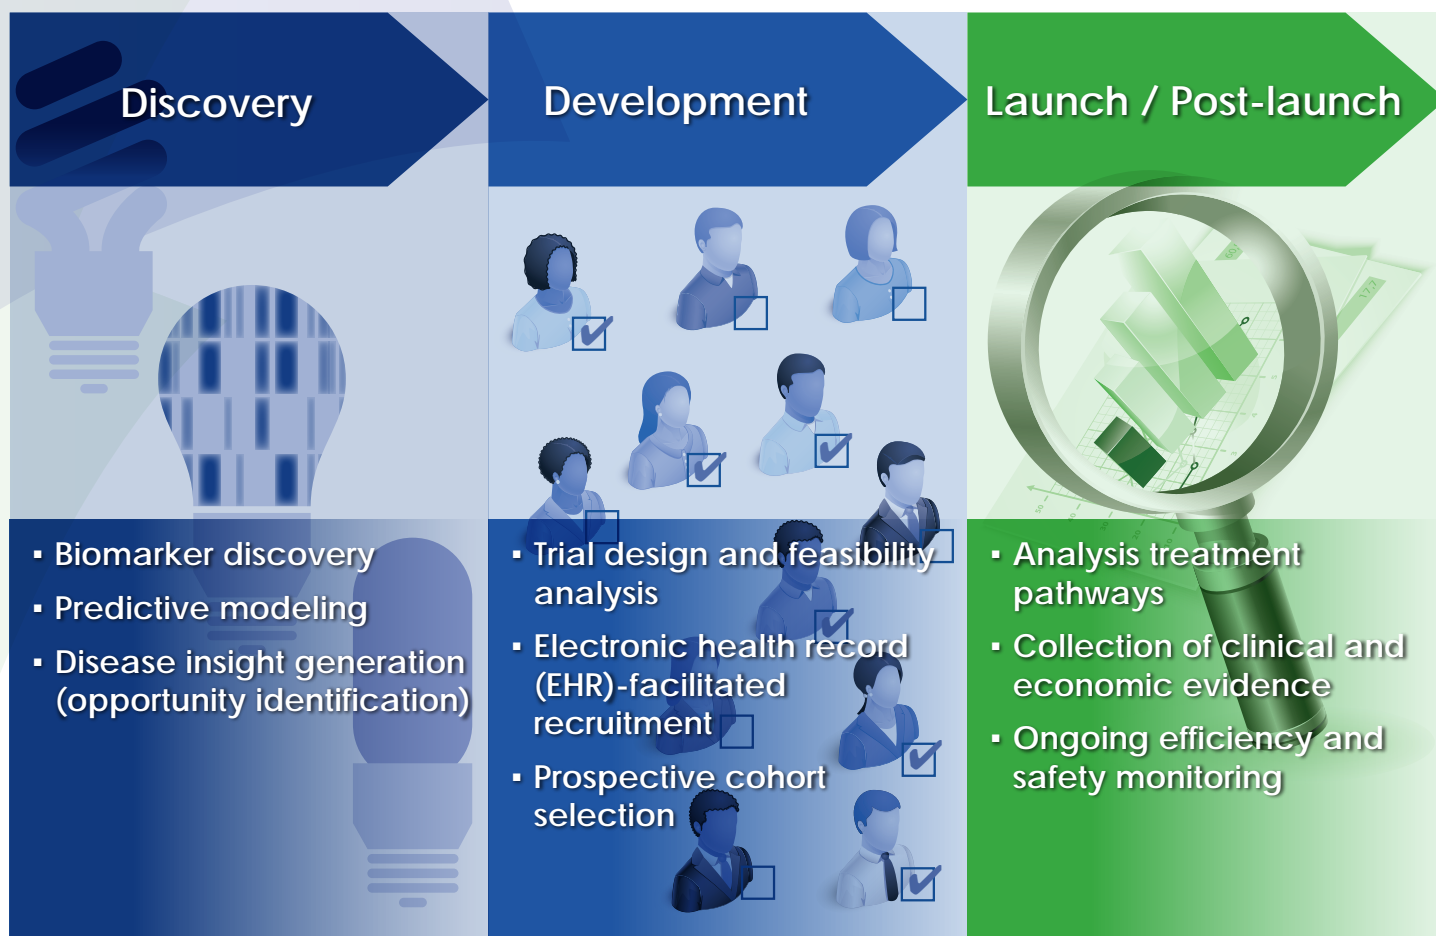 Discovery
Development
Launch / Post-launch
▪ Biomarker discovery
▪ Predictive modeling
▪ Disease insight generation
(opportunity identification)
▪ Trial design and feasibility
analysis
▪ Electronic health record
(EHR)-facilitated
recruitment
▪ Prospective cohort
selection
▪ Analysis treatment
pathways
▪ Collection of clinical and
economic evidence
▪ Ongoing efficiency and
safety monitoring